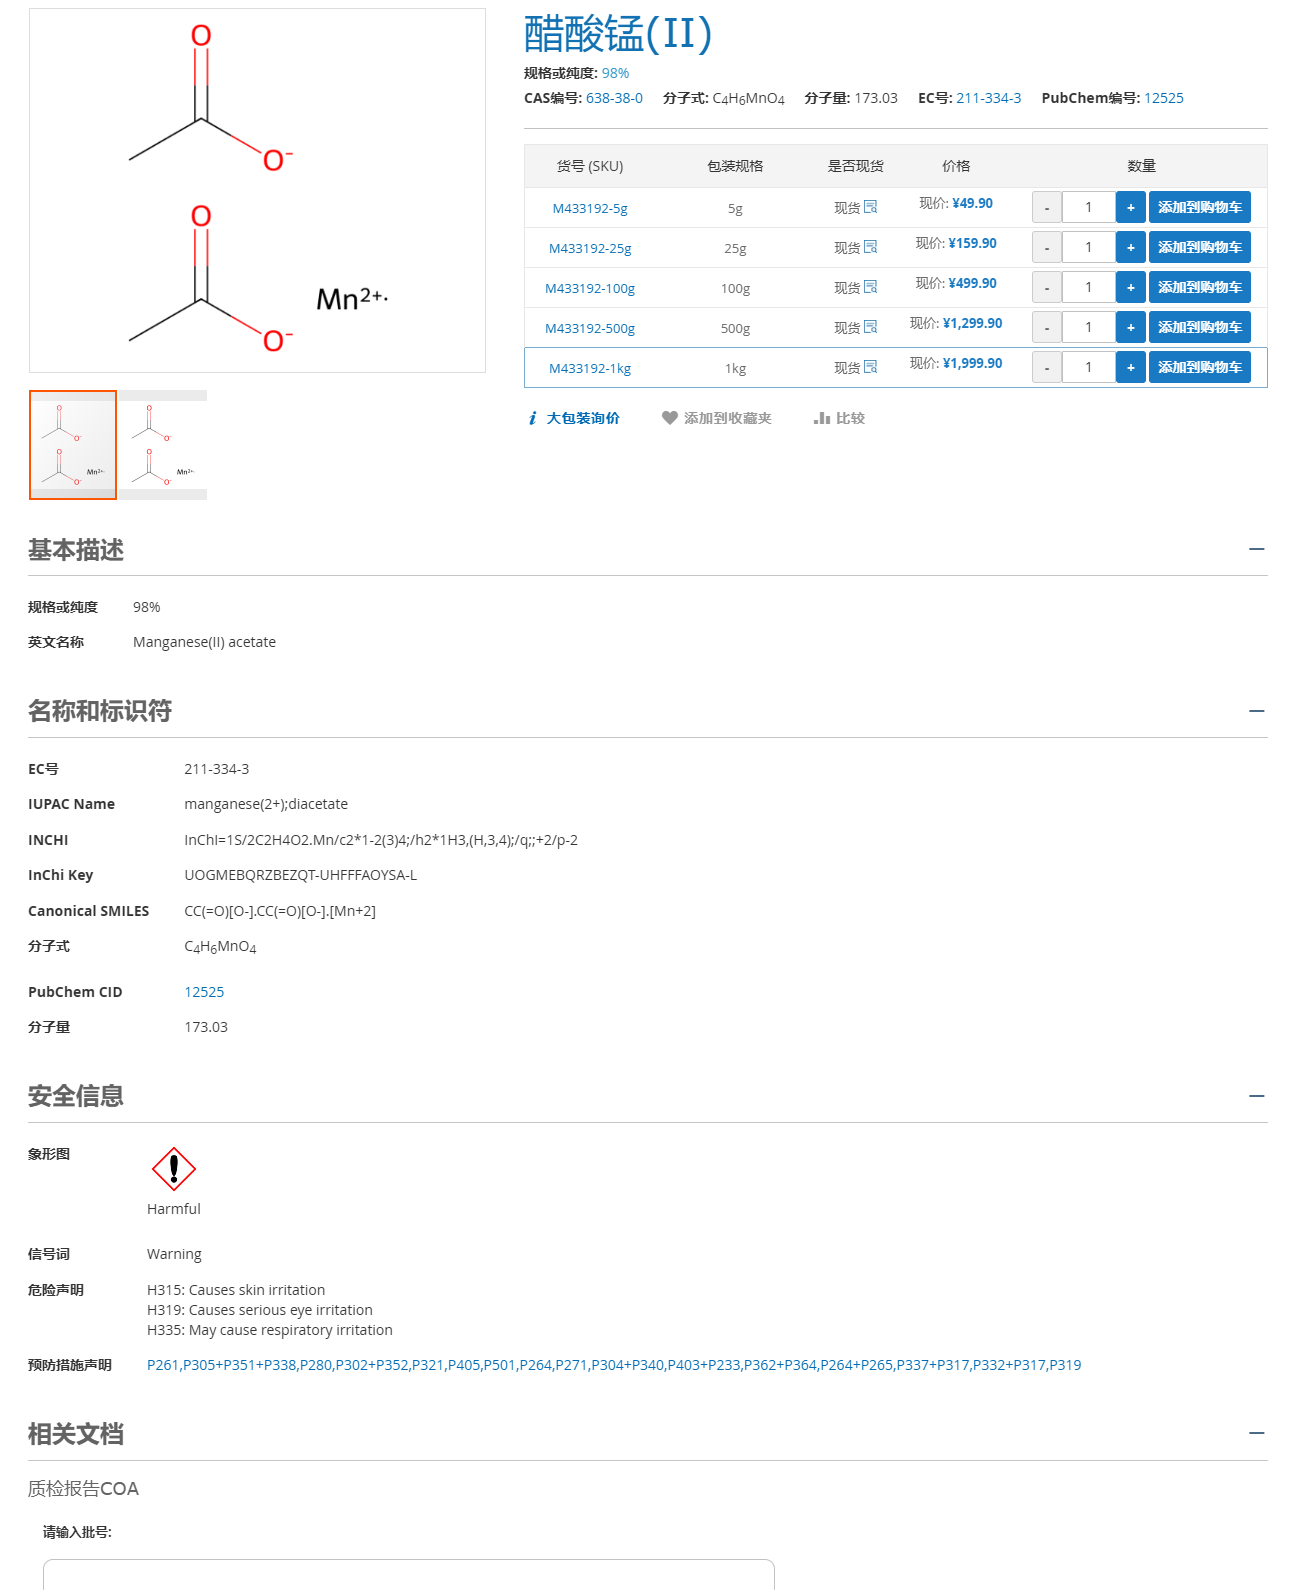 O
O⁻
O
O⁻
Mn²⁺·
醋酸锰(II)
规格或纯度: 98%
CAS编号: 638-38-0 分子式: C₄H₆MnO₄ 分子量: 173.03 EC号: 211-334-3 PubChem编号: 12525
货号 (SKU) 包装规格 是否现货 价格 数量
M433192-5g 5g 现货 现价: ¥49.90 - 1 + 添加到购物车
M433192-25g 25g 现货 现价: ¥159.90 - 1 + 添加到购物车
M433192-100g 100g 现货 现价: ¥499.90 - 1 + 添加到购物车
M433192-500g 500g 现货 现价: ¥1,299.90 - 1 + 添加到购物车
M433192-1kg 1kg 现货 现价: ¥1,999.90 - 1 + 添加到购物车
i 大包装询价 添加到收藏夹 比较
O O
O⁻ O⁻
O O
Mn²⁺· Mn²⁺·
O⁻ O⁻
基本描述
规格或纯度 98%
英文名称 Manganese(II) acetate
名称和标识符
EC号 211-334-3
IUPAC Name manganese(2+);diacetate
INCHI InChI=1S/2C2H4O2.Mn/c2*1-2(3)4;/h2*1H3,(H,3,4);/q;;+2/p-2
InChi Key UOGMEBQRZBEZQT-UHFFFAOYSA-L
Canonical SMILES CC(=O)[O-].CC(=O)[O-].[Mn+2]
分子式 C₄H₆MnO₄
PubChem CID 12525
分子量 173.03
安全信息
象形图
Harmful
信号词 Warning
危险声明 H315: Causes skin irritation
H319: Causes serious eye irritation
H335: May cause respiratory irritation
预防措施声明 P261,P305+P351+P338,P280,P302+P352,P321,P405,P501,P264,P271,P304+P340,P403+P233,P362+P364,P264+P265,P337+P317,P332+P317,P319
相关文档
质检报告COA
请输入批号: